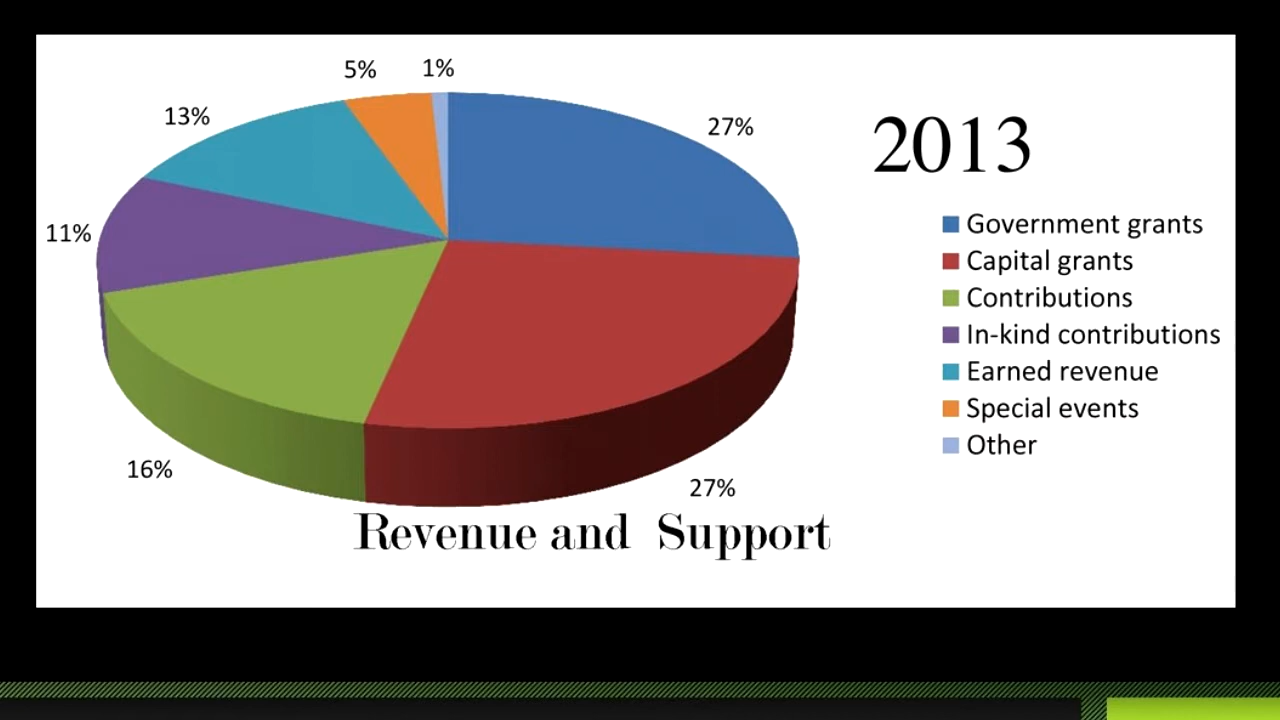 5%
1%
13%
27%
2013
11%
Government grants
Capital grants
Contributions
In-kind contributions
Earned revenue
Special events
Other
16%
27%
Revenue and Support